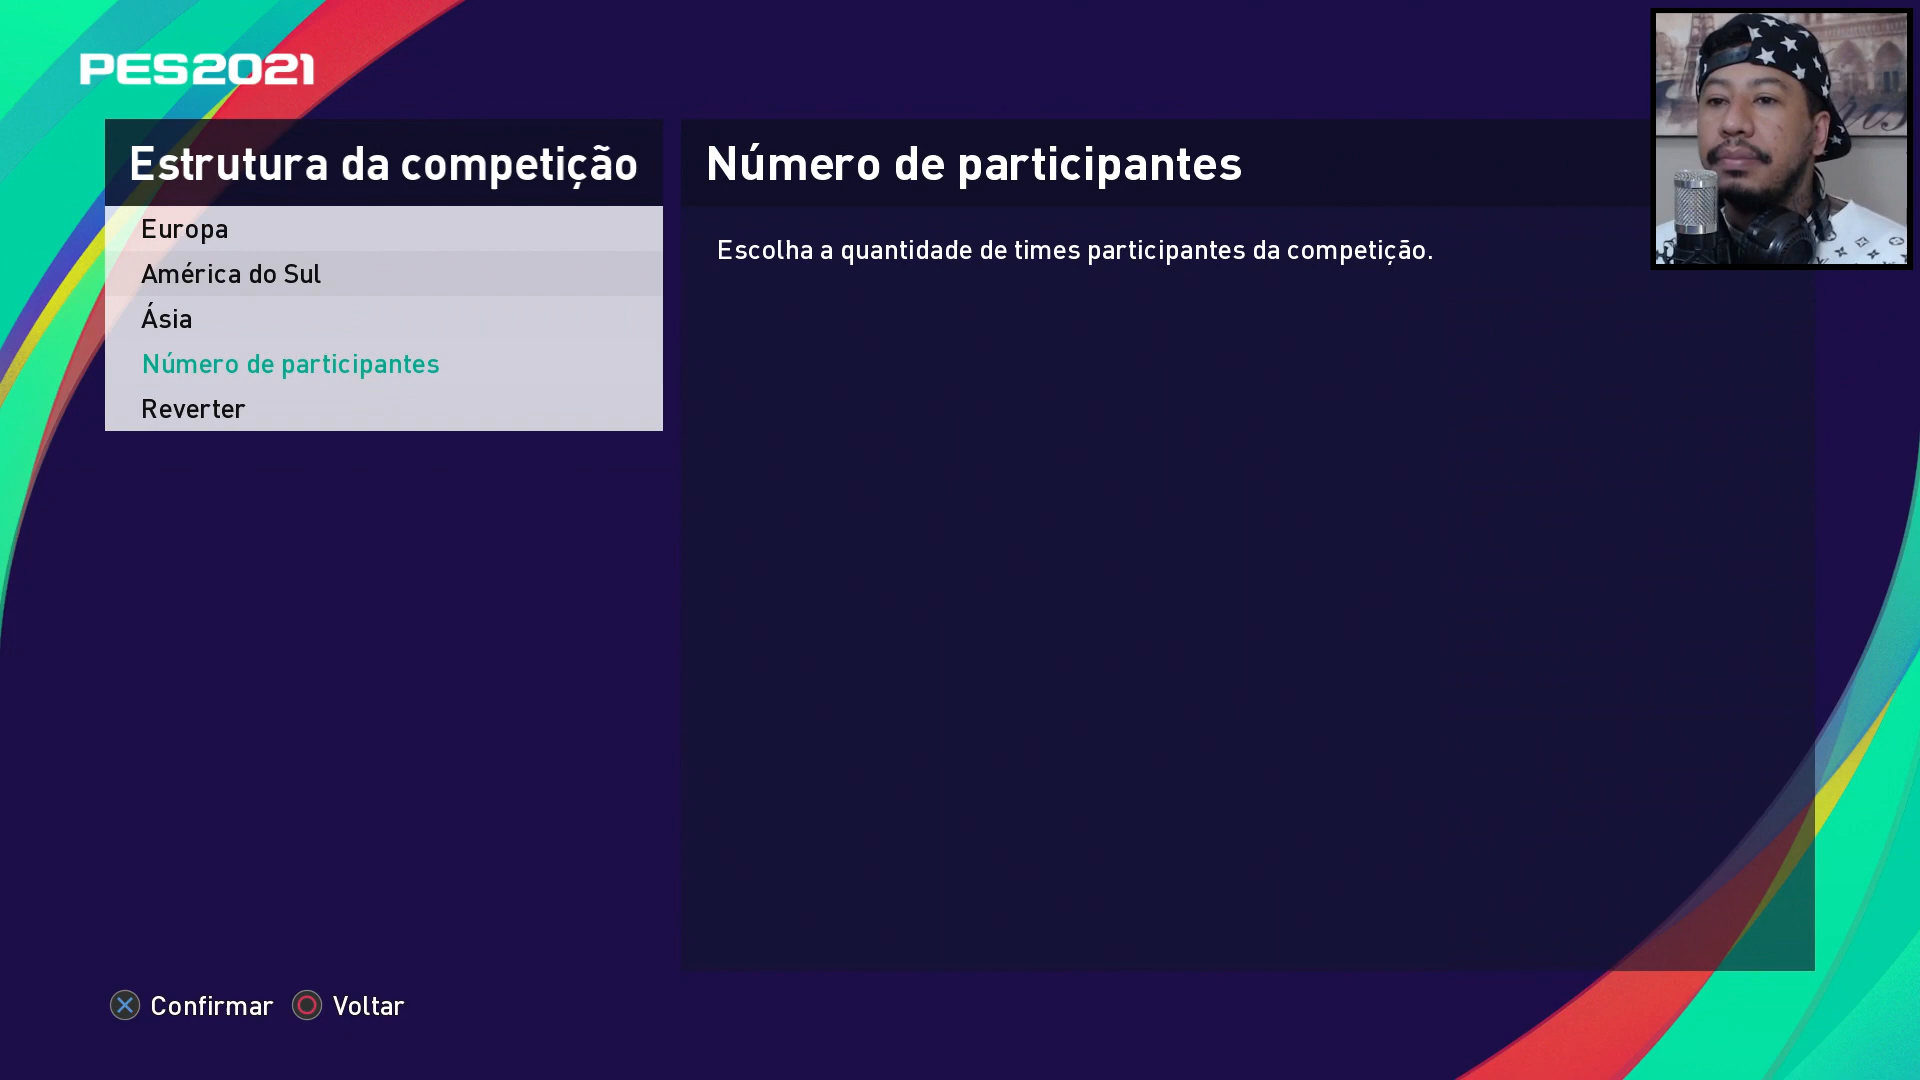 PES2021
Estrutura da competição
Europa
América do Sul
Ásia
Número de participantes
Reverter
Número de participantes
Escolha a quantidade de times participantes da competição.
Confirmar
Voltar